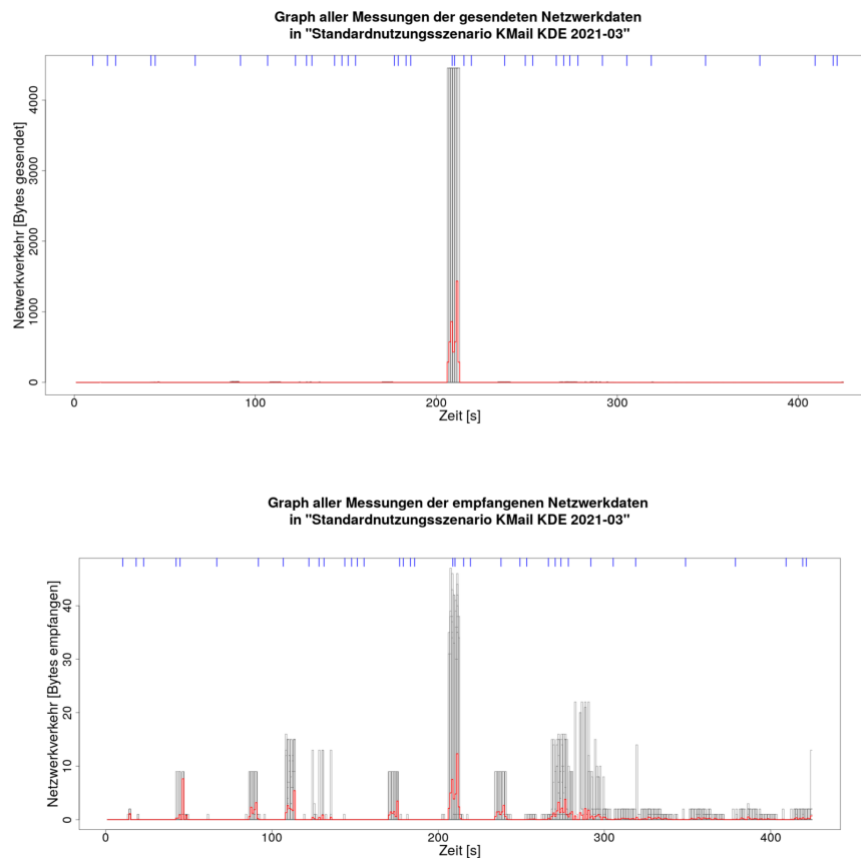 Graph aller Messungen der gesendeten Netzwerkdaten
in "Standardnutzungsszenario KMail KDE 2021-03"
Netwerkverkehr [Bytes gesendet]
4000
3000
2000
1000
0
0 100 200 300 400
Zeit [s]
Graph aller Messungen der empfangenen Netzwerkdaten
in "Standardnutzungsszenario KMail KDE 2021-03"
Netzwerkverkehr [Bytes empfangen]
40
30
20
10
0
0 100 200 300 400
Zeit [s]